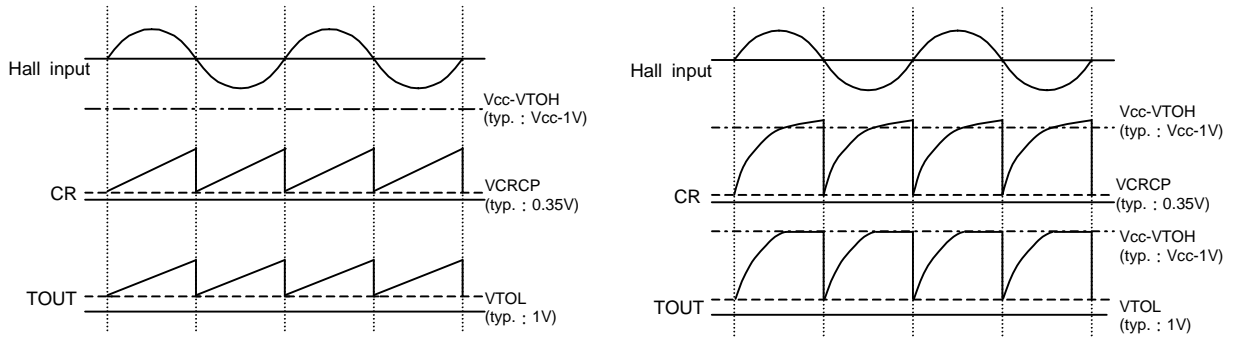 Hall input
Vcc-VTOH
(typ. : Vcc-1V)
CR
VCRCP
(typ. : 0.35V)
TOUT
VTOL
(typ. : 1V)
Hall input
Vcc-VTOH
(typ. : Vcc-1V)
CR
VCRCP
(typ. : 0.35V)
Vcc-VTOH
(typ. : Vcc-1V)
TOUT
VTOL
(typ. : 1V)